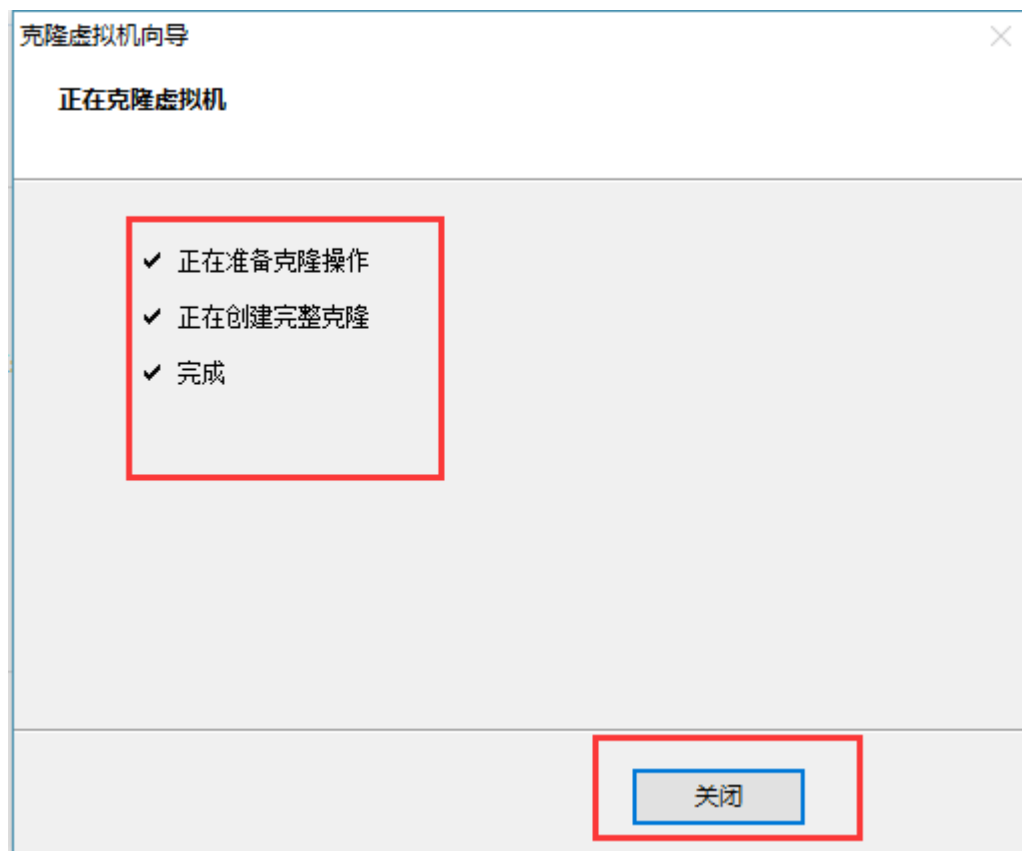 克隆虚拟机向导
正在克隆虚拟机
正在准备克隆操作
正在创建完整克隆
完成
关闭